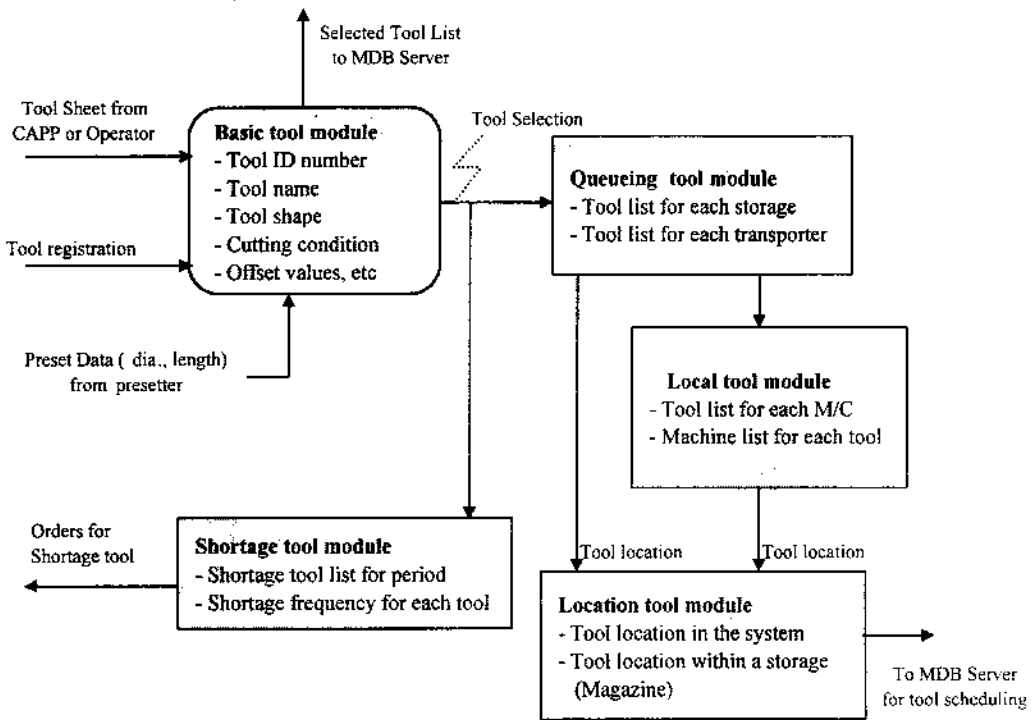 Selected Tool List
to MDB Server
Tool Sheet from
CAPP or Operator
Tool registration
Basic tool module
- Tool ID number
- Tool name
- Tool shape
- Cutting condition
- Offset values, etc
Preset Data ( dia., length)
from presetter
Tool Selection
Queueing tool module
- Tool list for each storage
- Tool list for each transporter
Local tool module
- Tool list for each M/C
- Machine list for each tool
Orders for
Shortage tool
Shortage tool module
- Shortage tool list for period
- Shortage frequency for each tool
Tool location
Tool location
Location tool module
- Tool location in the system
- Tool location within a storage
(Magazine)
To MDB Server
for tool scheduling